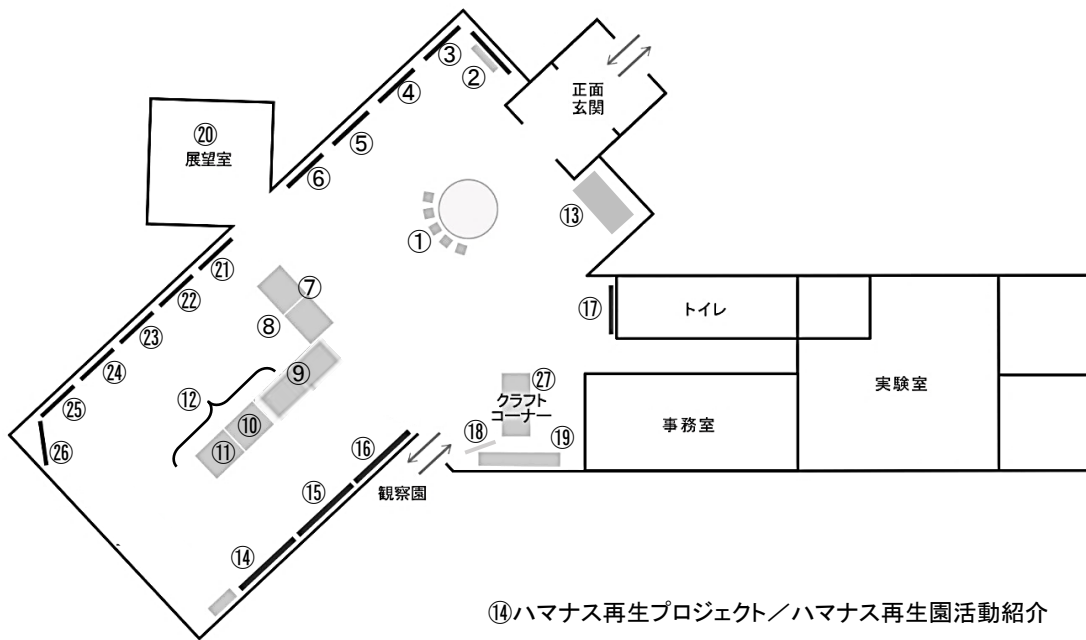 ③
②
④
正面
玄関
⑤
⑳
展望室
⑥
①
⑬
㉑
⑦
㉒
⑰
トイレ
⑧
㉓
㉔
⑨
㉗
実験室
⑫
クラフト
コーナー
㉕
⑩
事務室
⑱
⑲
⑪
⑯
㉖
観察園
⑮
⑭
⑭ハマナス再生プロジェクト／ハマナス再生園活動紹介